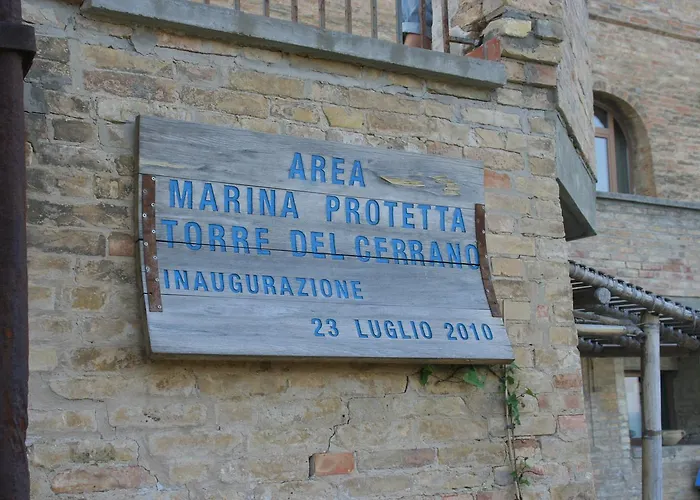 AREA
MARINA PROTETTA
TORRE DEL CERRANO
INAUGURAZIONE
23 LUGLIO 2010